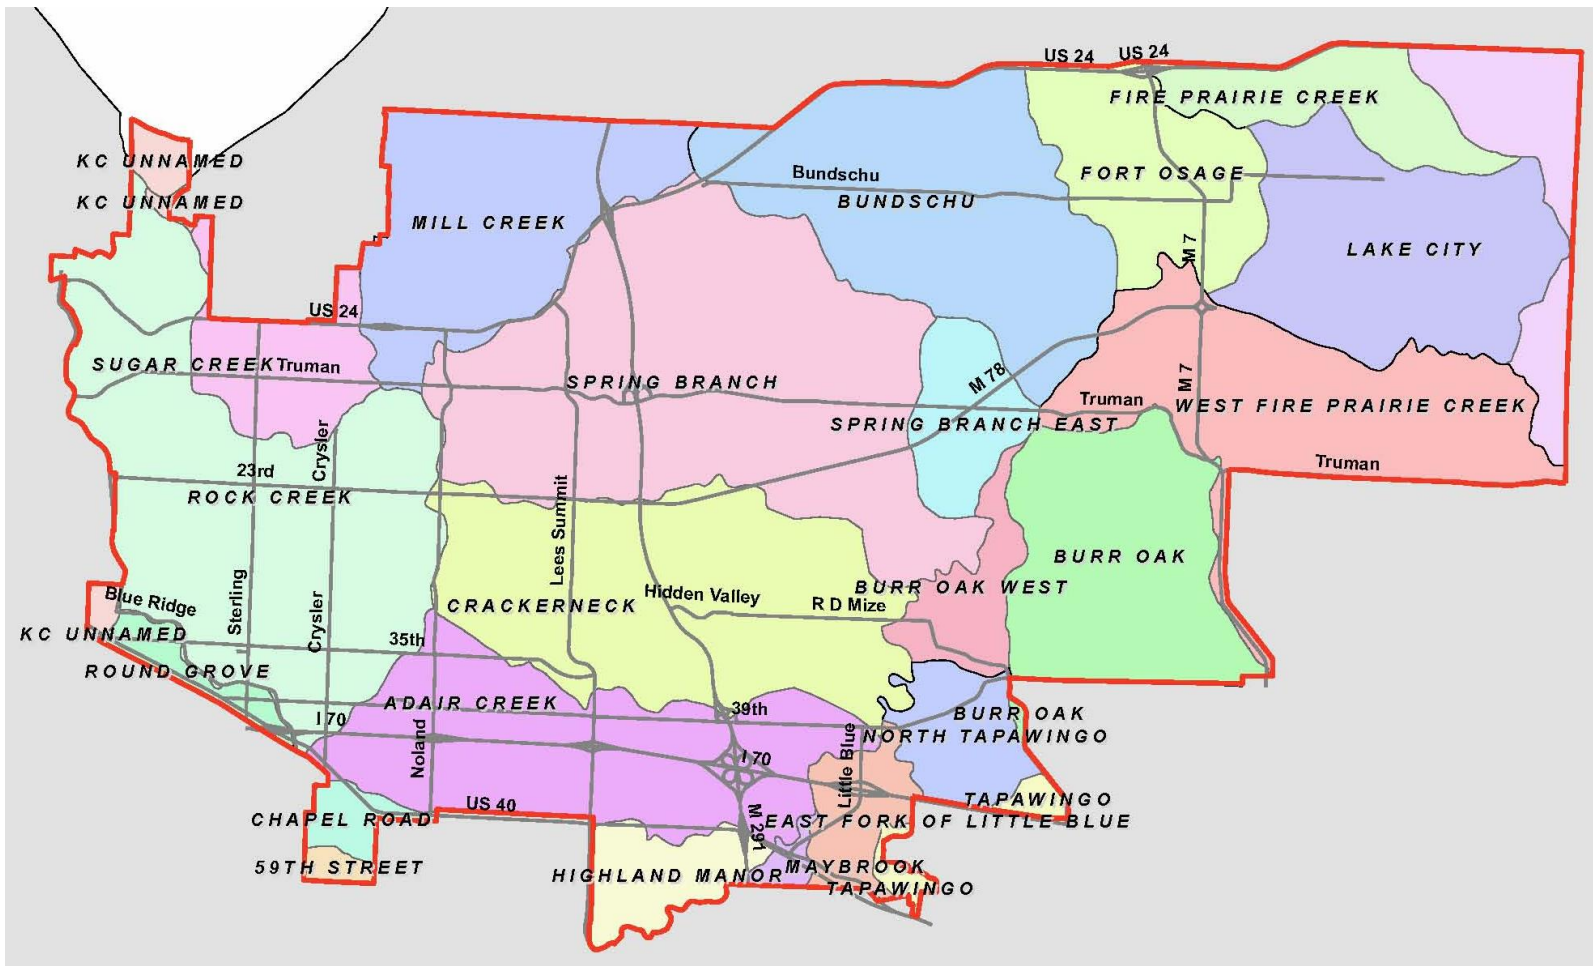 US 24
US 24
FIRE PRAIRIE CREEK
KC UNNAMED
Bundschu
FORT OSAGE
KC UNNAMED
BUNDSCHU
MILL CREEK
M 7
LAKE CITY
US 24
SUGAR CREEK
Truman
SPRING BRANCH
M 78
M 7
Truman
WEST FIRE PRAIRIE CREEK
SPRING BRANCH EAST
Crysler
23rd
Truman
ROCK CREEK
Lees Summit
BURR OAK
Sterling
Blue Ridge
Crysler
CRACKERNECK
Hidden Valley
R D Mize
BURR OAK WEST
KC UNNAMED
35th
ROUND GROVE
ADAIR CREEK
39th
BURR OAK
I 70
NORTH TAPAWINGO
Noland
I 70
Little Blue
TAPAWINGO
US 40
CHAPEL ROAD
M 291
EAST FORK OF LITTLE BLUE
59TH STREET
HIGHLAND MANOR
MAYBROOK
TAPAWINGO